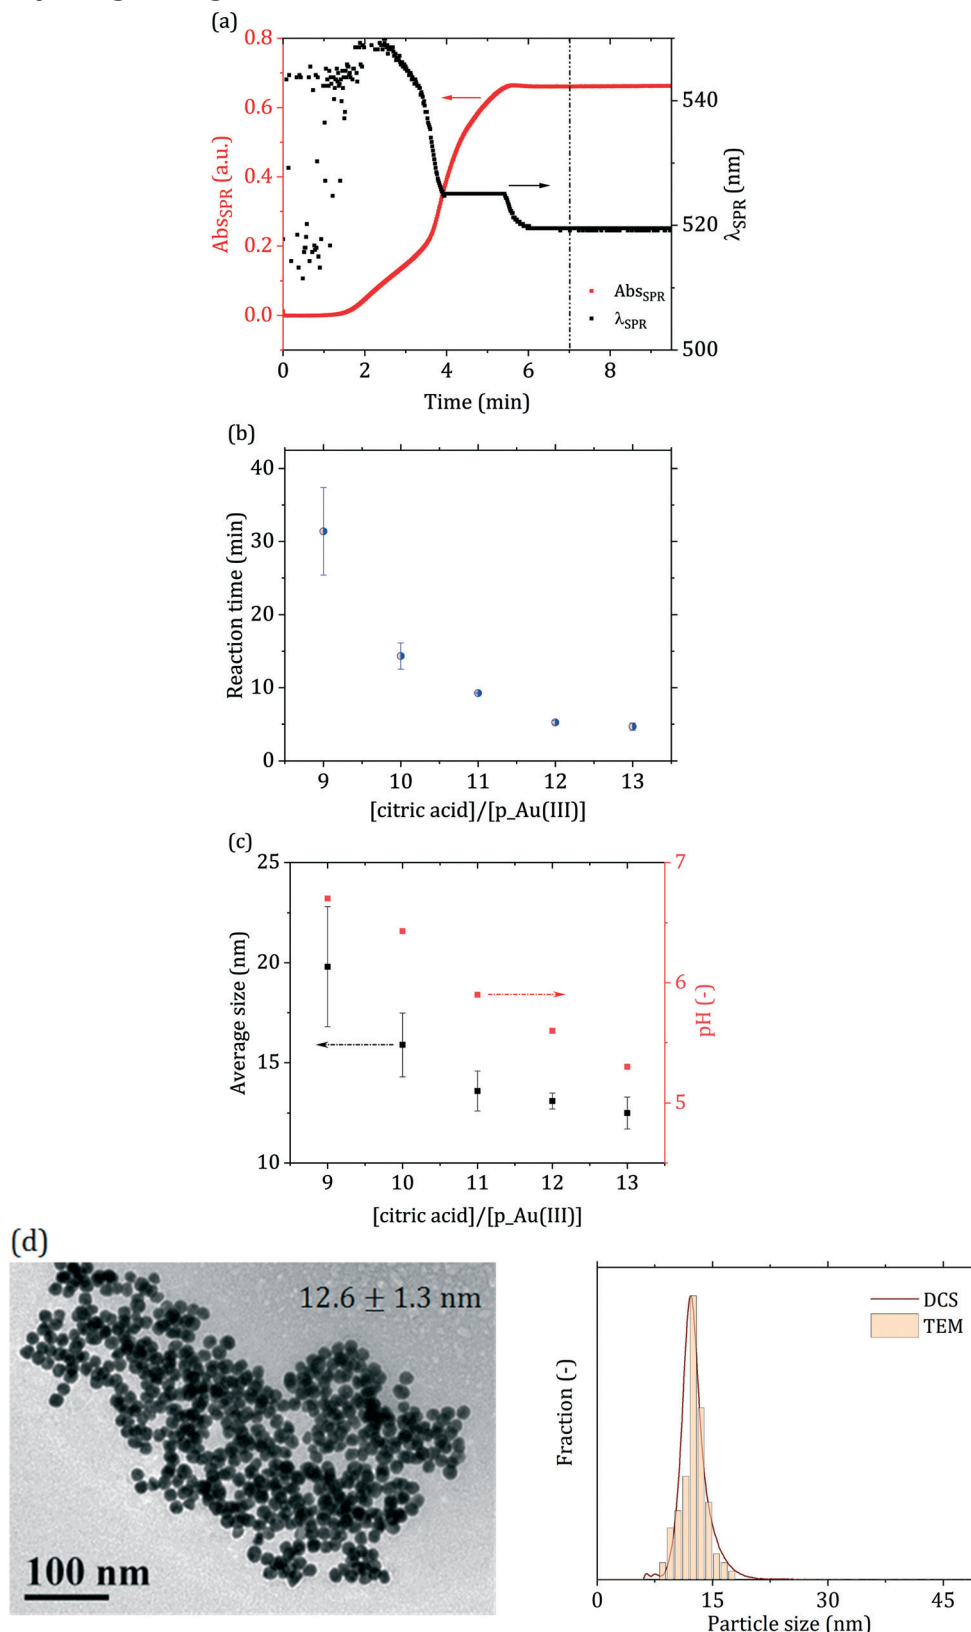 (a)
0.8
0.6
0.4
0.2
0.0
Abs_SPR (a.u.)
540
520
500
λ_SPR (nm)
Abs_SPR
λ_SPR
0 2 4 6 8
Time (min)
(b)
40
30
20
10
0
Reaction time (min)
9 10 11 12 13
[citric acid]/[p_Au(III)]
(c)
25
20
15
10
Average size (nm)
7
6
5
pH (-)
9 10 11 12 13
[citric acid]/[p_Au(III)]
(d)
12.6 ± 1.3 nm
100 nm
DCS
TEM
Fraction (-)
0 15 30 45
Particle size (nm)